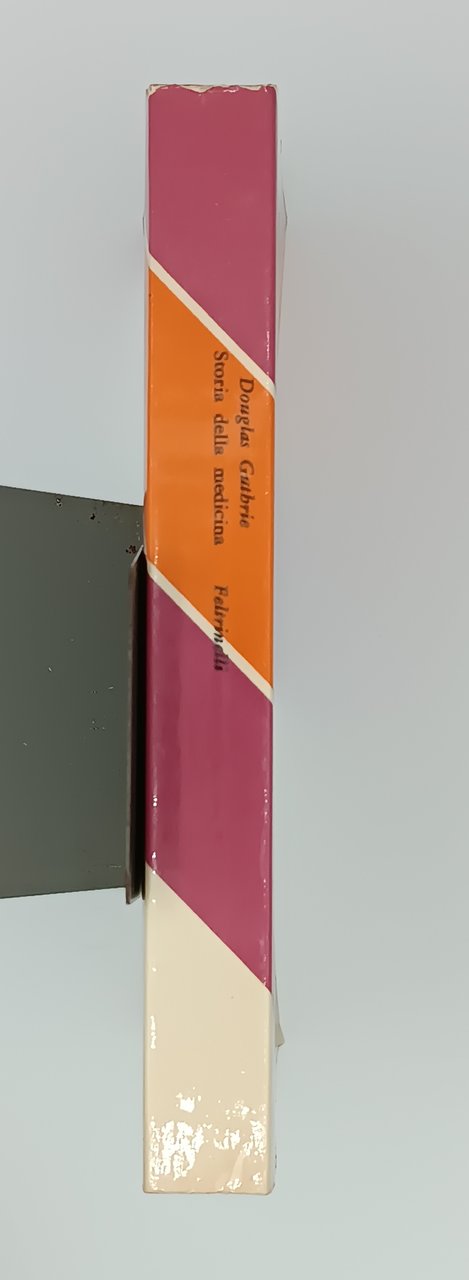 Douglas Guthrie
Storia della medicina Feltrinelli